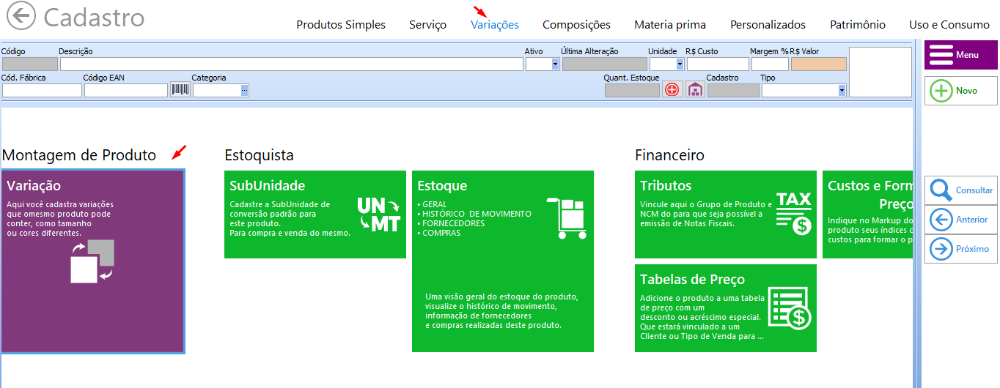 Cadastro
Produtos Simples Serviço Variações Composições Materia prima Personalizados Patrimônio Uso e Consumo
Código Descrição Ativo Última Alteração Unidade R$ Custo Margem % R$ Valor
Cód. Fábrica Código EAN Categoria Quant. Estoque Cadastro Tipo
Menu
Novo
Consultar
Anterior
Próximo
Montagem de Produto
Variação
Aqui você cadastra variações
que omesmo produto pode
conter, como tamanho
ou cores diferentes.
Estoquista
SubUnidade
Cadastre a SubUnidade de
conversão padrão para
este produto.
Para compra e venda do mesmo.
UN
MT
Estoque
• GERAL
• HISTÓRICO DE MOVIMENTO
• FORNECEDORES
• COMPRAS
Uma visão geral do estoque do produto,
visualize o histórico de movimento,
informação de fornecedores
e compras realizadas deste produto.
Financeiro
Tributos
Vincule aqui o Grupo de Produto e
NCM do para que seja possível a
emissão de Notas Fiscais.
TAX
$
Custos e Form
Preço
Indique no Markup do
produto seus índices d
custos para formar o p
Tabelas de Preço
Adicione o produto a uma tabela
de preço com um
desconto ou acréscimo especial.
Que estará vinculado a um
Cliente ou Tipo de Venda para ...
$